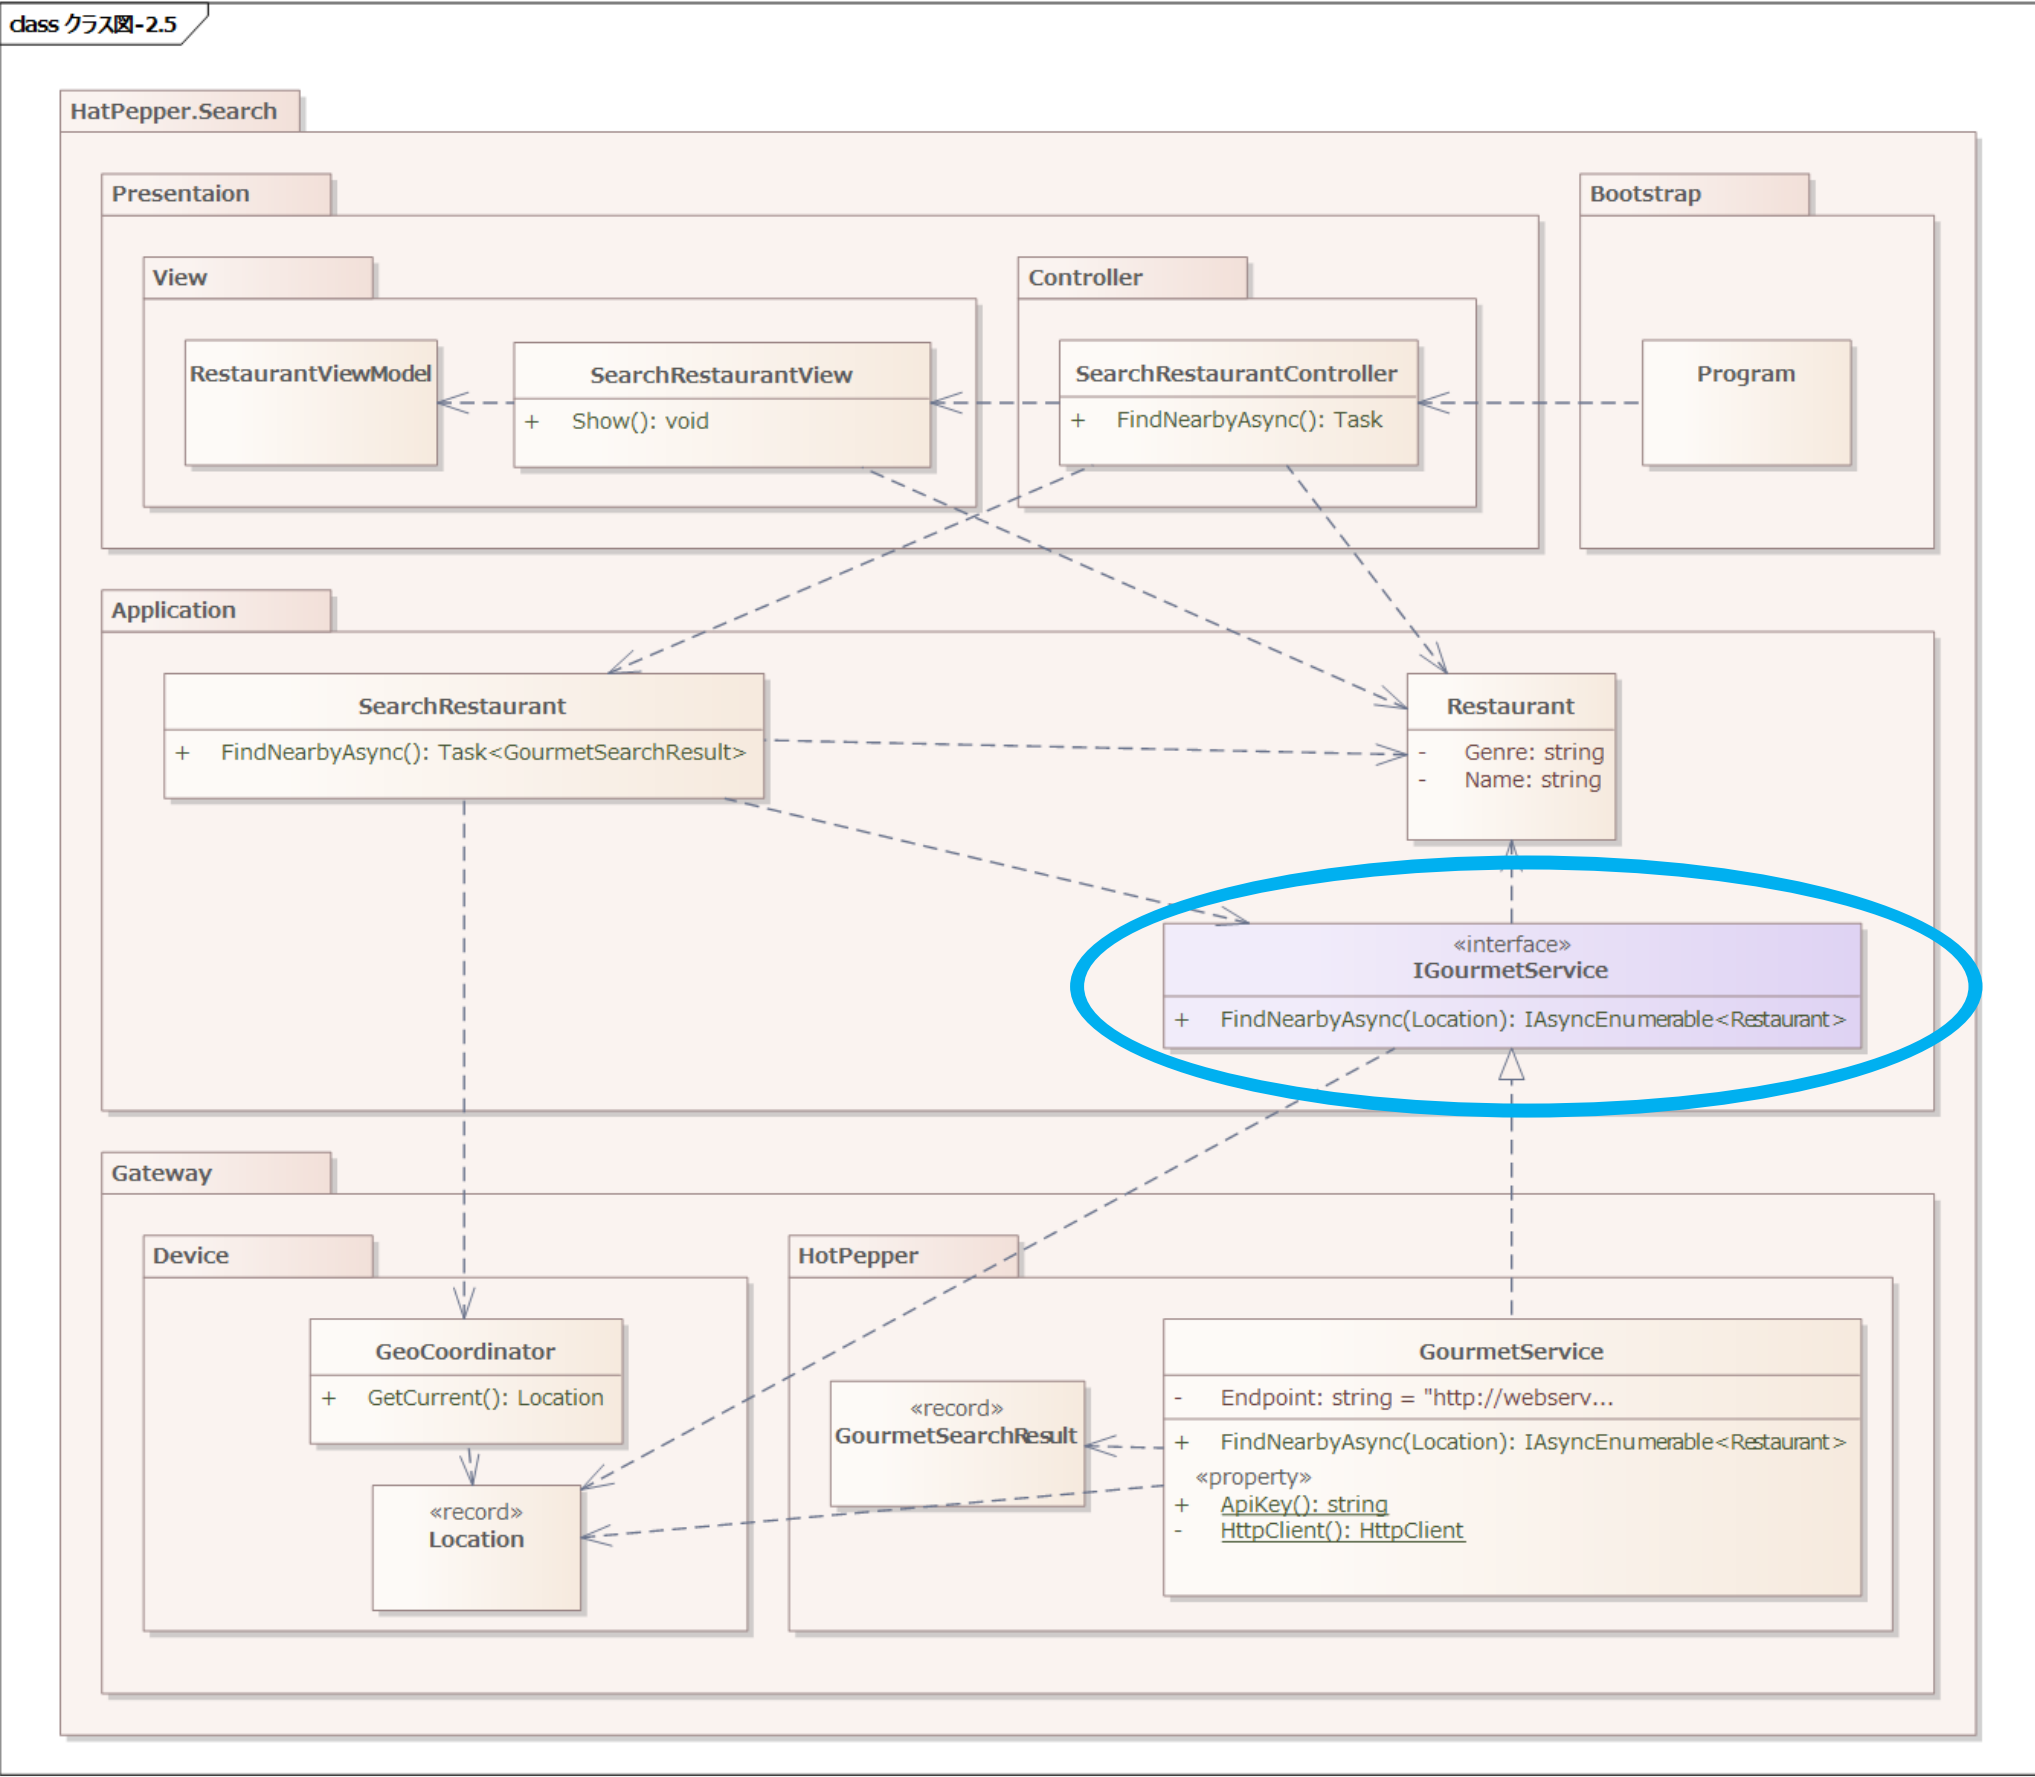 class クラス図-2.5
HatPepper.Search
Presentaion
Bootstrap
View
Controller
RestaurantViewModel
SearchRestaurantView
+ Show(): void
SearchRestaurantController
+ FindNearbyAsync(): Task
Program
Application
SearchRestaurant
+ FindNearbyAsync(): Task<GourmetSearchResult>
Restaurant
- Genre: string
- Name: string
«interface»
IGourmetService
+ FindNearbyAsync(Location): IAsyncEnumerable<Restaurant>
Gateway
Device
HotPepper
GeoCoordinator
+ GetCurrent(): Location
«record»
Location
«record»
GourmetSearchResult
GourmetService
- Endpoint: string = "http://webserv...
+ FindNearbyAsync(Location): IAsyncEnumerable<Restaurant>
«property»
+ ApiKey(): string
- HttpClient(): HttpClient